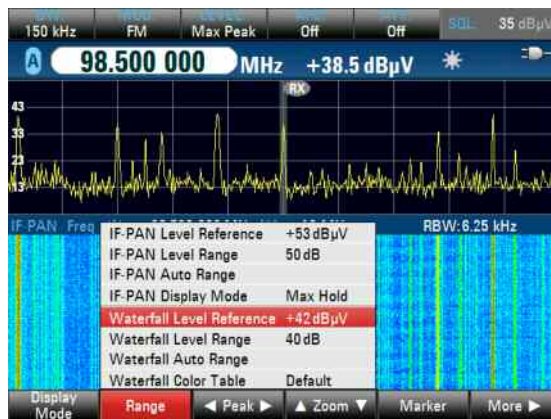 150 kHz FM Max Peak Off Off SQL 35 dBµV
A 98.500 000 MHz +38.5 dBµV
RX
43
33
23
13
IF-PAN Freq RBW: 6.25 kHz
IF-PAN Level Reference +53 dBµV
IF-PAN Level Range 50 dB
IF-PAN Auto Range
IF-PAN Display Mode Max Hold
Waterfall Level Reference +42 dBµV
Waterfall Level Range 40 dB
Waterfall Auto Range
Waterfall Color Table Default
Display Mode Range ◄ Peak ► ▲ Zoom ▼ Marker More ►